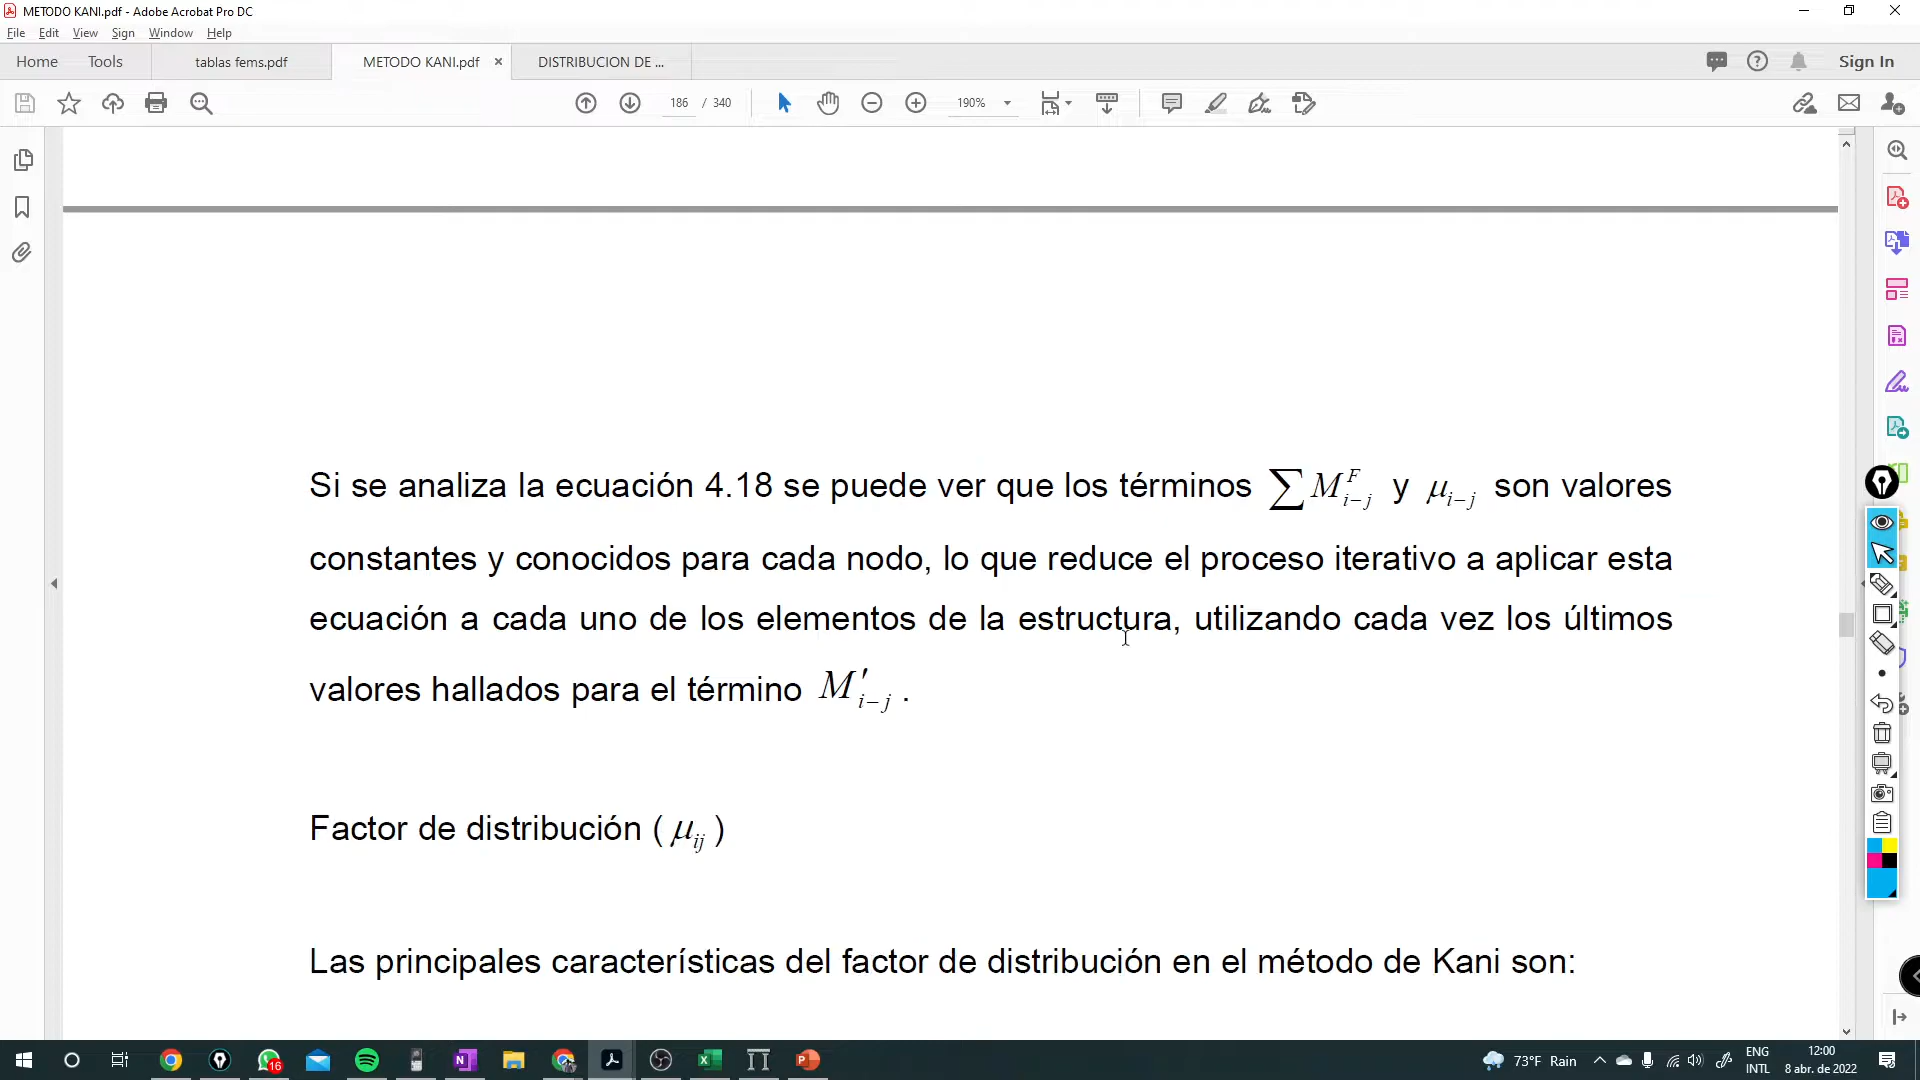 METODO KANI.pdf - Adobe Acrobat Pro DC
File Edit View Sign Window Help
Home Tools tablas fems.pdf METODO KANI.pdf × DISTRIBUCION DE ... Sign In
186 / 340 190%
Si se analiza la ecuación 4.18 se puede ver que los términos ∑ M^F_{i-j} y μ_{i-j} son valores
constantes y conocidos para cada nodo, lo que reduce el proceso iterativo a aplicar esta
ecuación a cada uno de los elementos de la estructura, utilizando cada vez los últimos
valores hallados para el término M'_{i-j} .
Factor de distribución ( μ_{ij} )
Las principales características del factor de distribución en el método de Kani son:
16 73°F Rain ENG 12:00
INTL 8 abr. de 2022